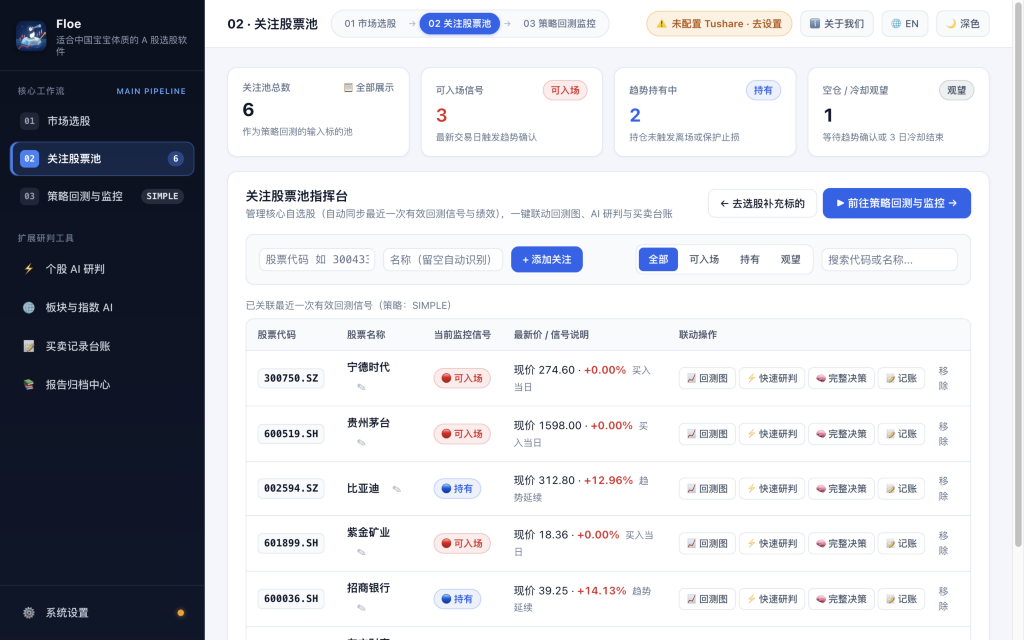 Floe
适合中国宝宝体质的 A 股选股软
件
核心工作流 MAIN PIPELINE
01 市场选股
02 关注股票池 6
03 策略回测与监控 SIMPLE
扩展研判工具
个股 AI 研判
板块与指数 AI
买卖记录台账
报告归档中心
系统设置
02 · 关注股票池
01 市场选股 → 02 关注股票池 → 03 策略回测监控
未配置 Tushare · 去设置
关于我们
EN
深色
关注池总数 全部展示
6
作为策略回测的输入标的池
可入场信号 可入场
3
最新交易日触发趋势确认
趋势持有中 持有
2
持仓未触发离场或保护止损
空仓 / 冷却观望 观望
1
等待趋势确认或 3 日冷却结束
关注股票池指挥台
管理核心自选股（自动同步最近一次有效回测信号与绩效），一键联动回测图、AI 研判与买卖台账
← 去选股补充标的
▶ 前往策略回测与监控 →
股票代码 如 300433
名称（留空自动识别）
+ 添加关注
全部 可入场 持有 观望
搜索代码或名称...
已关联最近一次有效回测信号（策略：SIMPLE）
股票代码 股票名称 当前监控信号 最新价 / 信号说明 联动操作
300750.SZ 宁德时代 可入场 现价 274.60 · +0.00% 买入
当日
回测图 快速研判 完整决策 记账 移
除
600519.SH 贵州茅台 可入场 现价 1598.00 · +0.00% 买
入当日
回测图 快速研判 完整决策 记账 移
除
002594.SZ 比亚迪 持有 现价 312.80 · +12.96% 趋
势延续
回测图 快速研判 完整决策 记账 移
除
601899.SH 紫金矿业 可入场 现价 18.36 · +0.00% 买入当
日
回测图 快速研判 完整决策 记账 移
除
600036.SH 招商银行 持有 现价 39.25 · +14.13% 趋势
延续
回测图 快速研判 完整决策 记账 移
除